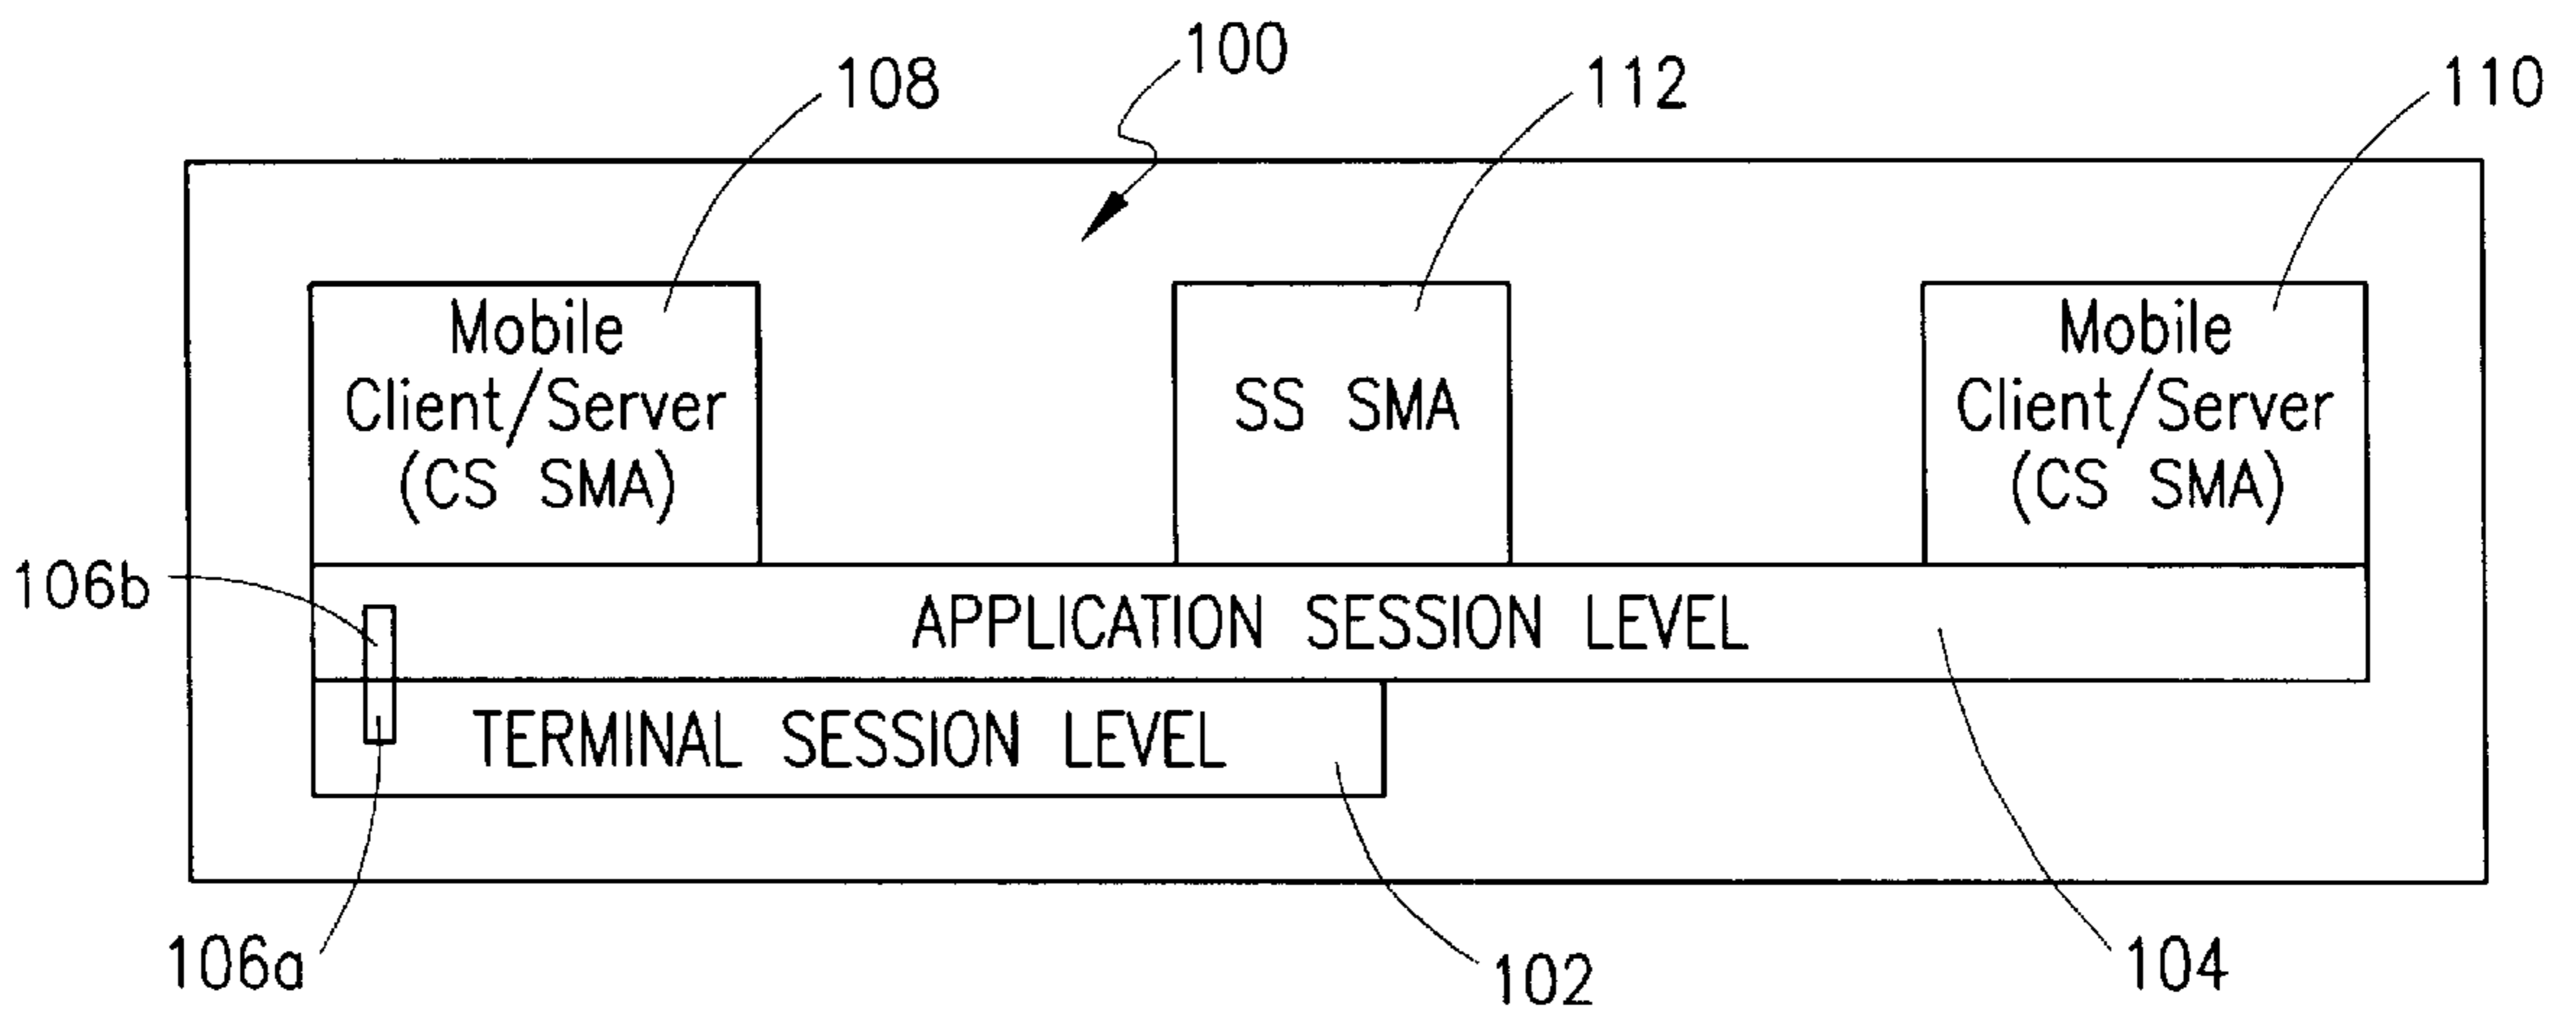 100
108
112
110
Mobile
Client/Server
(CS SMA)
SS SMA
Mobile
Client/Server
(CS SMA)
106b
APPLICATION SESSION LEVEL
TERMINAL SESSION LEVEL
106a
102
104